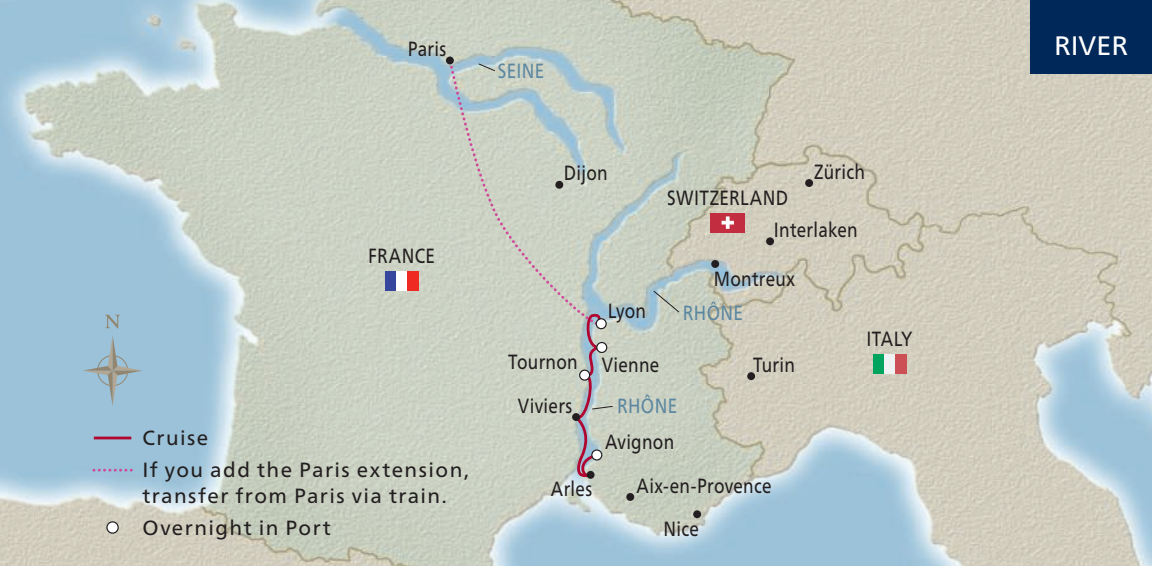 RIVER
Paris
SEINE
Dijon
Zürich
SWITZERLAND
Interlaken
FRANCE
Montreux
RHÔNE
Lyon
N
ITALY
Tournon
Vienne
Turin
Viviers
RHÔNE
Avignon
Arles
Aix-en-Provence
Nice
Cruise
If you add the Paris extension,
transfer from Paris via train.
Overnight in Port